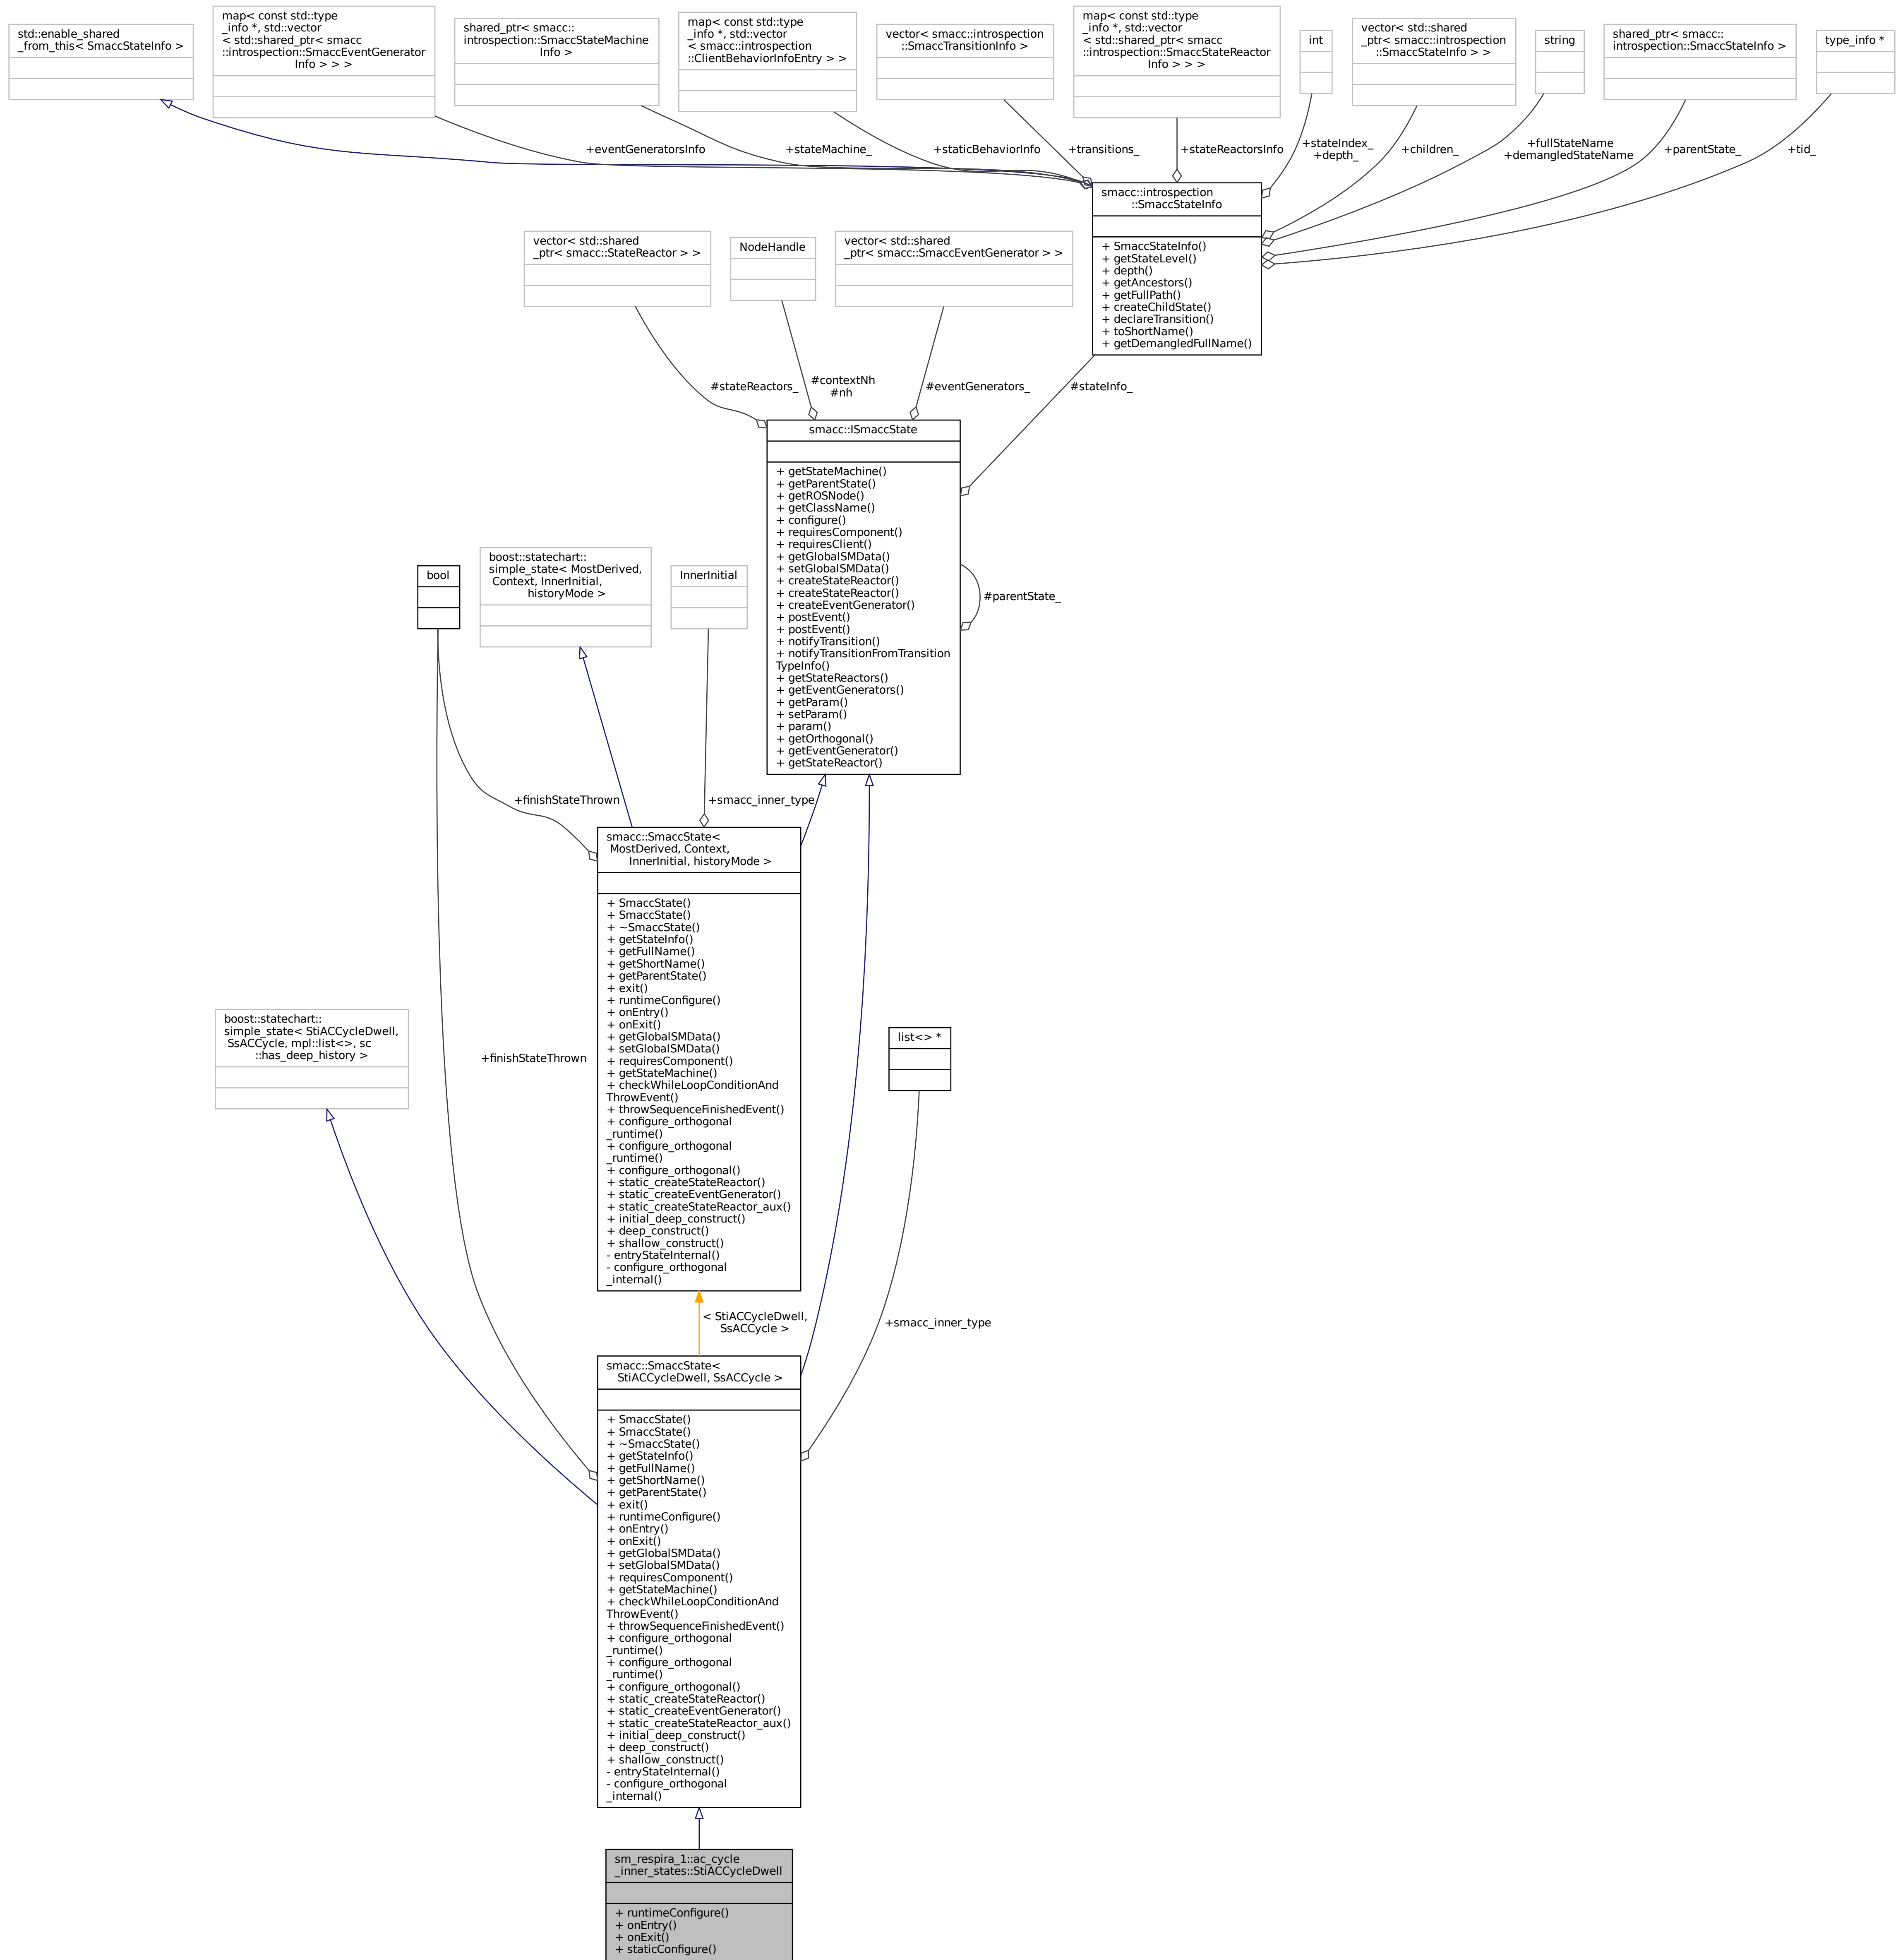 std::enable_shared
_from_this< SmaccStateInfo >
map< const std::type
_info *, std::vector
< std::shared_ptr< smacc
::introspection::SmaccEventGenerator
Info > > >
shared_ptr< smacc::
introspection::SmaccStateMachine
Info >
map< const std::type
_info *, std::vector
< smacc::introspection
::ClientBehaviorInfoEntry > >
vector< smacc::introspection
::SmaccTransitionInfo >
map< const std::type
_info *, std::vector
< std::shared_ptr< smacc
::introspection::SmaccStateReactor
Info > > >
int
vector< std::shared
_ptr< smacc::introspection
::SmaccStateInfo > >
string
shared_ptr< smacc::
introspection::SmaccStateInfo >
type_info *
+eventGeneratorsInfo
+stateMachine_
+staticBehaviorInfo
+transitions_
+stateReactorsInfo
+stateIndex_
+depth_
+children_
+fullStateName
+demangledStateName
+parentState_
+tid_
smacc::introspection
::SmaccStateInfo
+ SmaccStateInfo()
+ getStateLevel()
+ depth()
+ getAncestors()
+ getFullPath()
+ createChildState()
+ declareTransition()
+ toShortName()
+ getDemangledFullName()
vector< std::shared
_ptr< smacc::StateReactor > >
NodeHandle
vector< std::shared
_ptr< smacc::SmaccEventGenerator > >
#stateReactors_
#contextNh
#nh
#eventGenerators_
#stateInfo_
smacc::ISmaccState
+ getStateMachine()
+ getParentState()
+ getROSNode()
+ getClassName()
+ configure()
+ requiresComponent()
+ requiresClient()
+ getGlobalSMData()
+ setGlobalSMData()
+ createStateReactor()
+ createStateReactor()
+ createEventGenerator()
+ postEvent()
+ postEvent()
+ notifyTransition()
+ notifyTransitionFromTransition
TypeInfo()
+ getStateReactors()
+ getEventGenerators()
+ getParam()
+ setParam()
+ param()
+ getOrthogonal()
+ getEventGenerator()
+ getStateReactor()
#parentState_
bool
boost::statechart::
simple_state< MostDerived,
Context, InnerInitial,
historyMode >
InnerInitial
+finishStateThrown
+smacc_inner_type
smacc::SmaccState<
MostDerived, Context,
InnerInitial, historyMode >
+ SmaccState()
+ SmaccState()
+ ~SmaccState()
+ getStateInfo()
+ getFullName()
+ getShortName()
+ getParentState()
+ exit()
+ runtimeConfigure()
+ onEntry()
+ onExit()
+ getGlobalSMData()
+ setGlobalSMData()
+ requiresComponent()
+ getStateMachine()
+ checkWhileLoopConditionAnd
ThrowEvent()
+ throwSequenceFinishedEvent()
+ configure_orthogonal
_runtime()
+ configure_orthogonal
_runtime()
+ configure_orthogonal()
+ static_createStateReactor()
+ static_createEventGenerator()
+ static_createStateReactor_aux()
+ initial_deep_construct()
+ deep_construct()
+ shallow_construct()
- entryStateInternal()
- configure_orthogonal
_internal()
boost::statechart::
simple_state< StiACCycleDwell,
SsACCycle, mpl::list<>, sc
::has_deep_history >
+finishStateThrown
list<> *
< StiACCycleDwell,
SsACCycle >
+smacc_inner_type
smacc::SmaccState<
StiACCycleDwell, SsACCycle >
+ SmaccState()
+ SmaccState()
+ ~SmaccState()
+ getStateInfo()
+ getFullName()
+ getShortName()
+ getParentState()
+ exit()
+ runtimeConfigure()
+ onEntry()
+ onExit()
+ getGlobalSMData()
+ setGlobalSMData()
+ requiresComponent()
+ getStateMachine()
+ checkWhileLoopConditionAnd
ThrowEvent()
+ throwSequenceFinishedEvent()
+ configure_orthogonal
_runtime()
+ configure_orthogonal
_runtime()
+ configure_orthogonal()
+ static_createStateReactor()
+ static_createEventGenerator()
+ static_createStateReactor_aux()
+ initial_deep_construct()
+ deep_construct()
+ shallow_construct()
- entryStateInternal()
- configure_orthogonal
_internal()
sm_respira_1::ac_cycle
_inner_states::StiACCycleDwell
+ runtimeConfigure()
+ onEntry()
+ onExit()
+ staticConfigure()